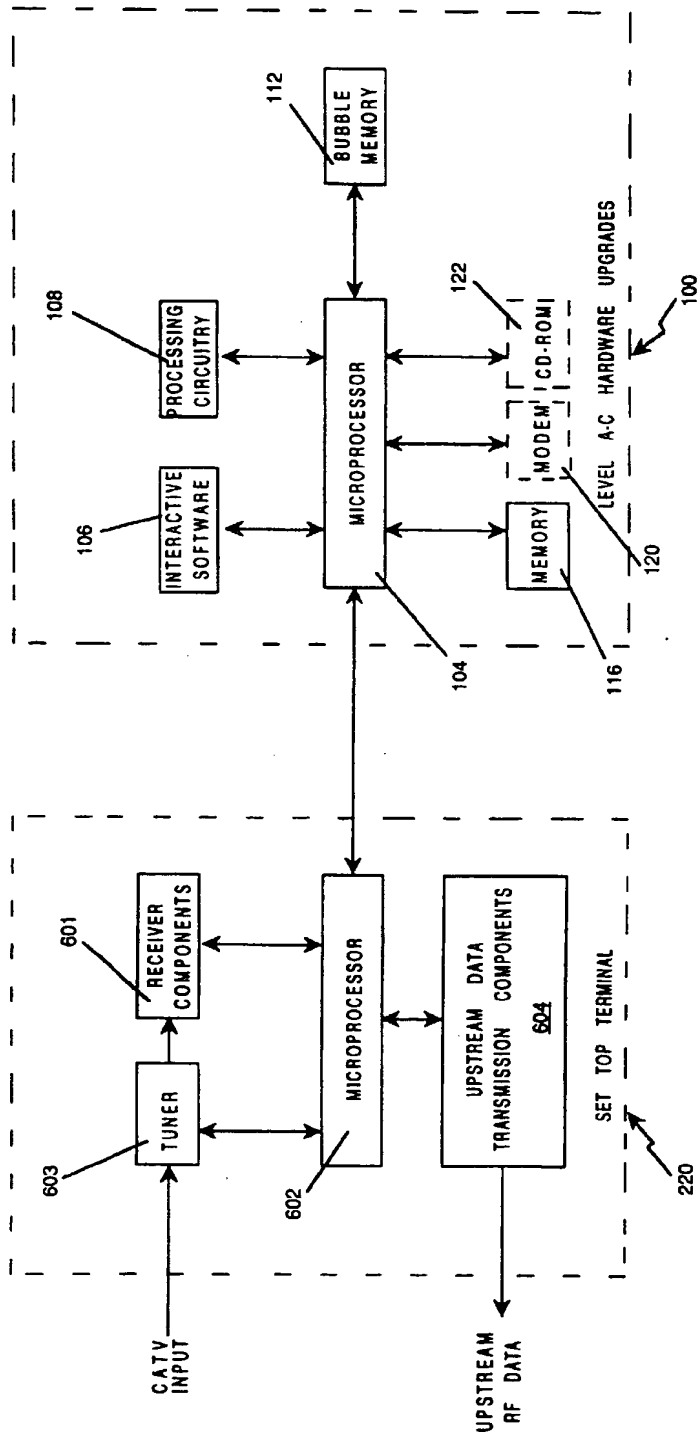 CATV
INPUT
603
TUNER
601
RECEIVER
COMPONENTS
MICROPROCESSOR
602
UPSTREAM DATA
TRANSMISSION COMPONENTS
604
UPSTREAM
RF DATA
SET TOP TERMINAL
220
106
INTERACTIVE
SOFTWARE
108
PROCESSING
CIRCUITRY
MICROPROCESSOR
104
112
BUBBLE
MEMORY
MEMORY
116
MODEM
120
CD-ROM
122
LEVEL A-C HARDWARE UPGRADES
100